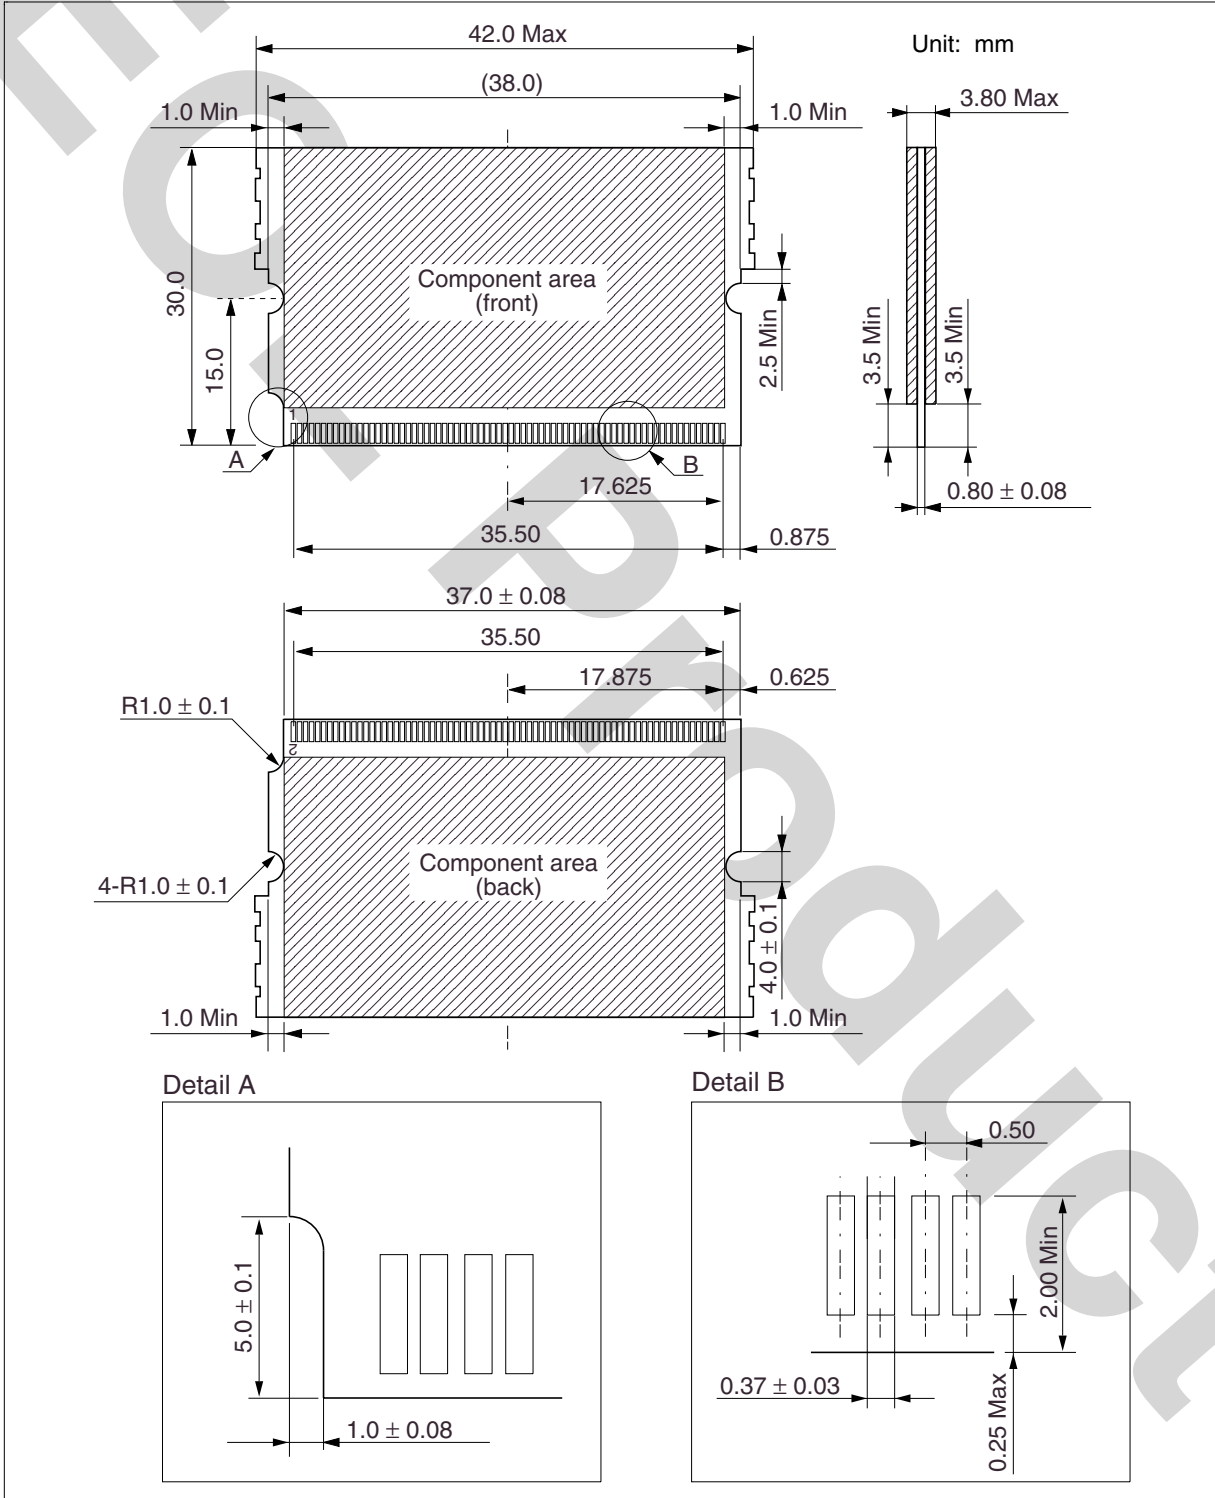 42.0 Max
Unit: mm
(38.0)
3.80 Max
1.0 Min
1.0 Min
30.0
15.0
Component area
(front)
2.5 Min
3.5 Min
3.5 Min
1
A
B
17.625
0.80 ± 0.08
35.50
0.875
37.0 ± 0.08
35.50
17.875
0.625
R1.0 ± 0.1
2
Component area
(back)
4-R1.0 ± 0.1
4.0 ± 0.1
1.0 Min
1.0 Min
Detail A
Detail B
0.50
5.0 ± 0.1
2.00 Min
0.37 ± 0.03
0.25 Max
1.0 ± 0.08
Product